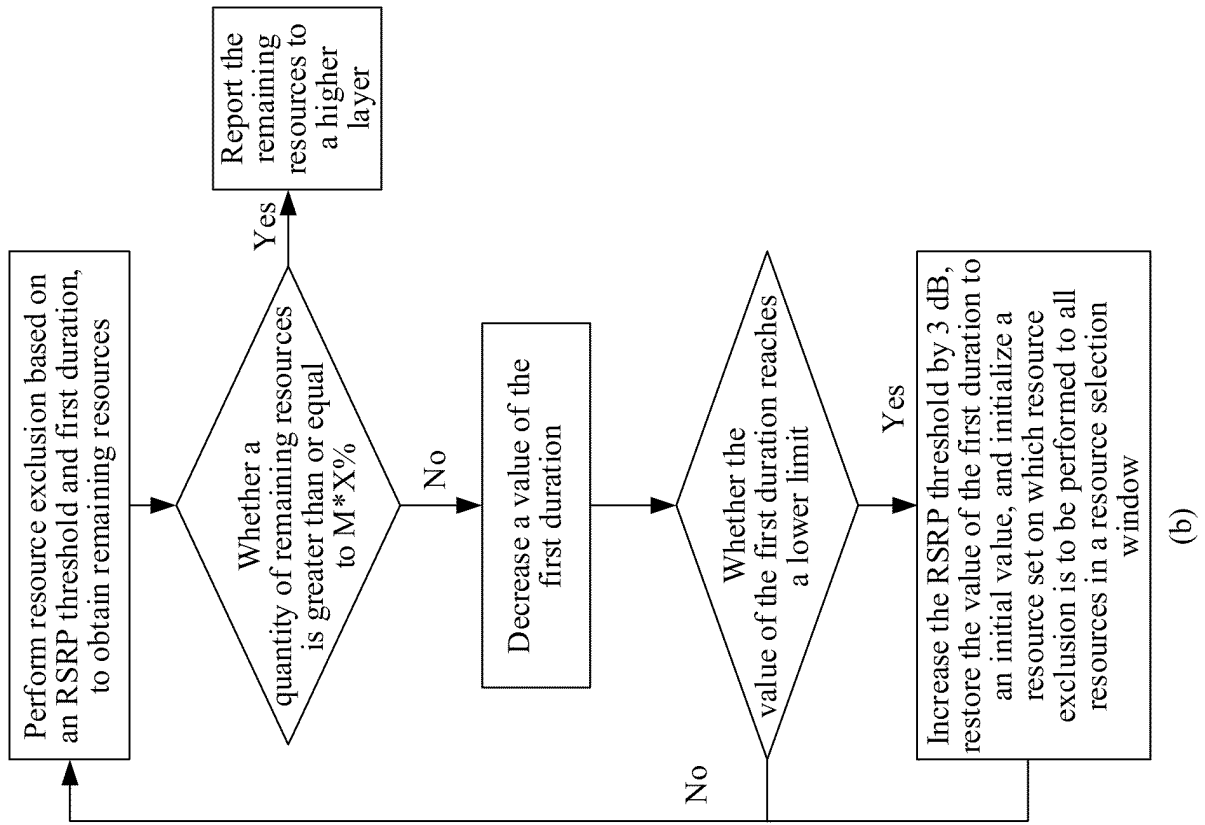 Perform resource exclusion based on
an RSRP threshold and first duration,
to obtain remaining resources
Whether a
quantity of remaining resources
is greater than or equal
to M*X%
Yes
Report the
remaining
resources to
a higher
layer
No
Decrease a value of the
first duration
Whether the
value of the first duration reaches
a lower limit
No
Yes
Increase the RSRP threshold by 3 dB,
restore the value of the first duration to
an initial value, and initialize a
resource set on which resource
exclusion is to be performed to all
resources in a resource selection
window
(b)